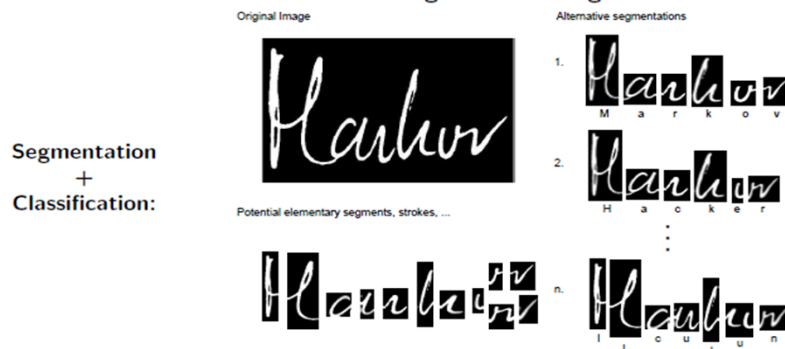 Original Image
Markov
Segmentation
+
Classification:
Potential elementary segments, strokes, ...
Alternative segmentations
1.
M a r k o v
2.
H a c k e r
n.
l c u t u n